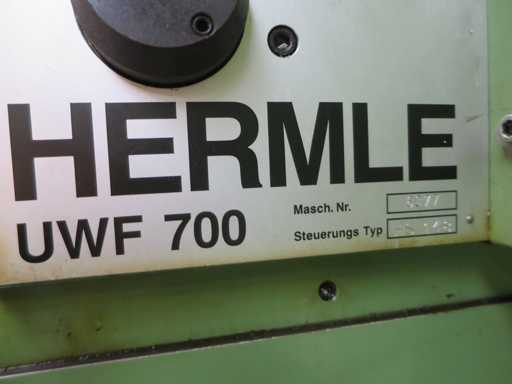 HERMLE
UWF 700
Masch. Nr.
Steuerungs Typ